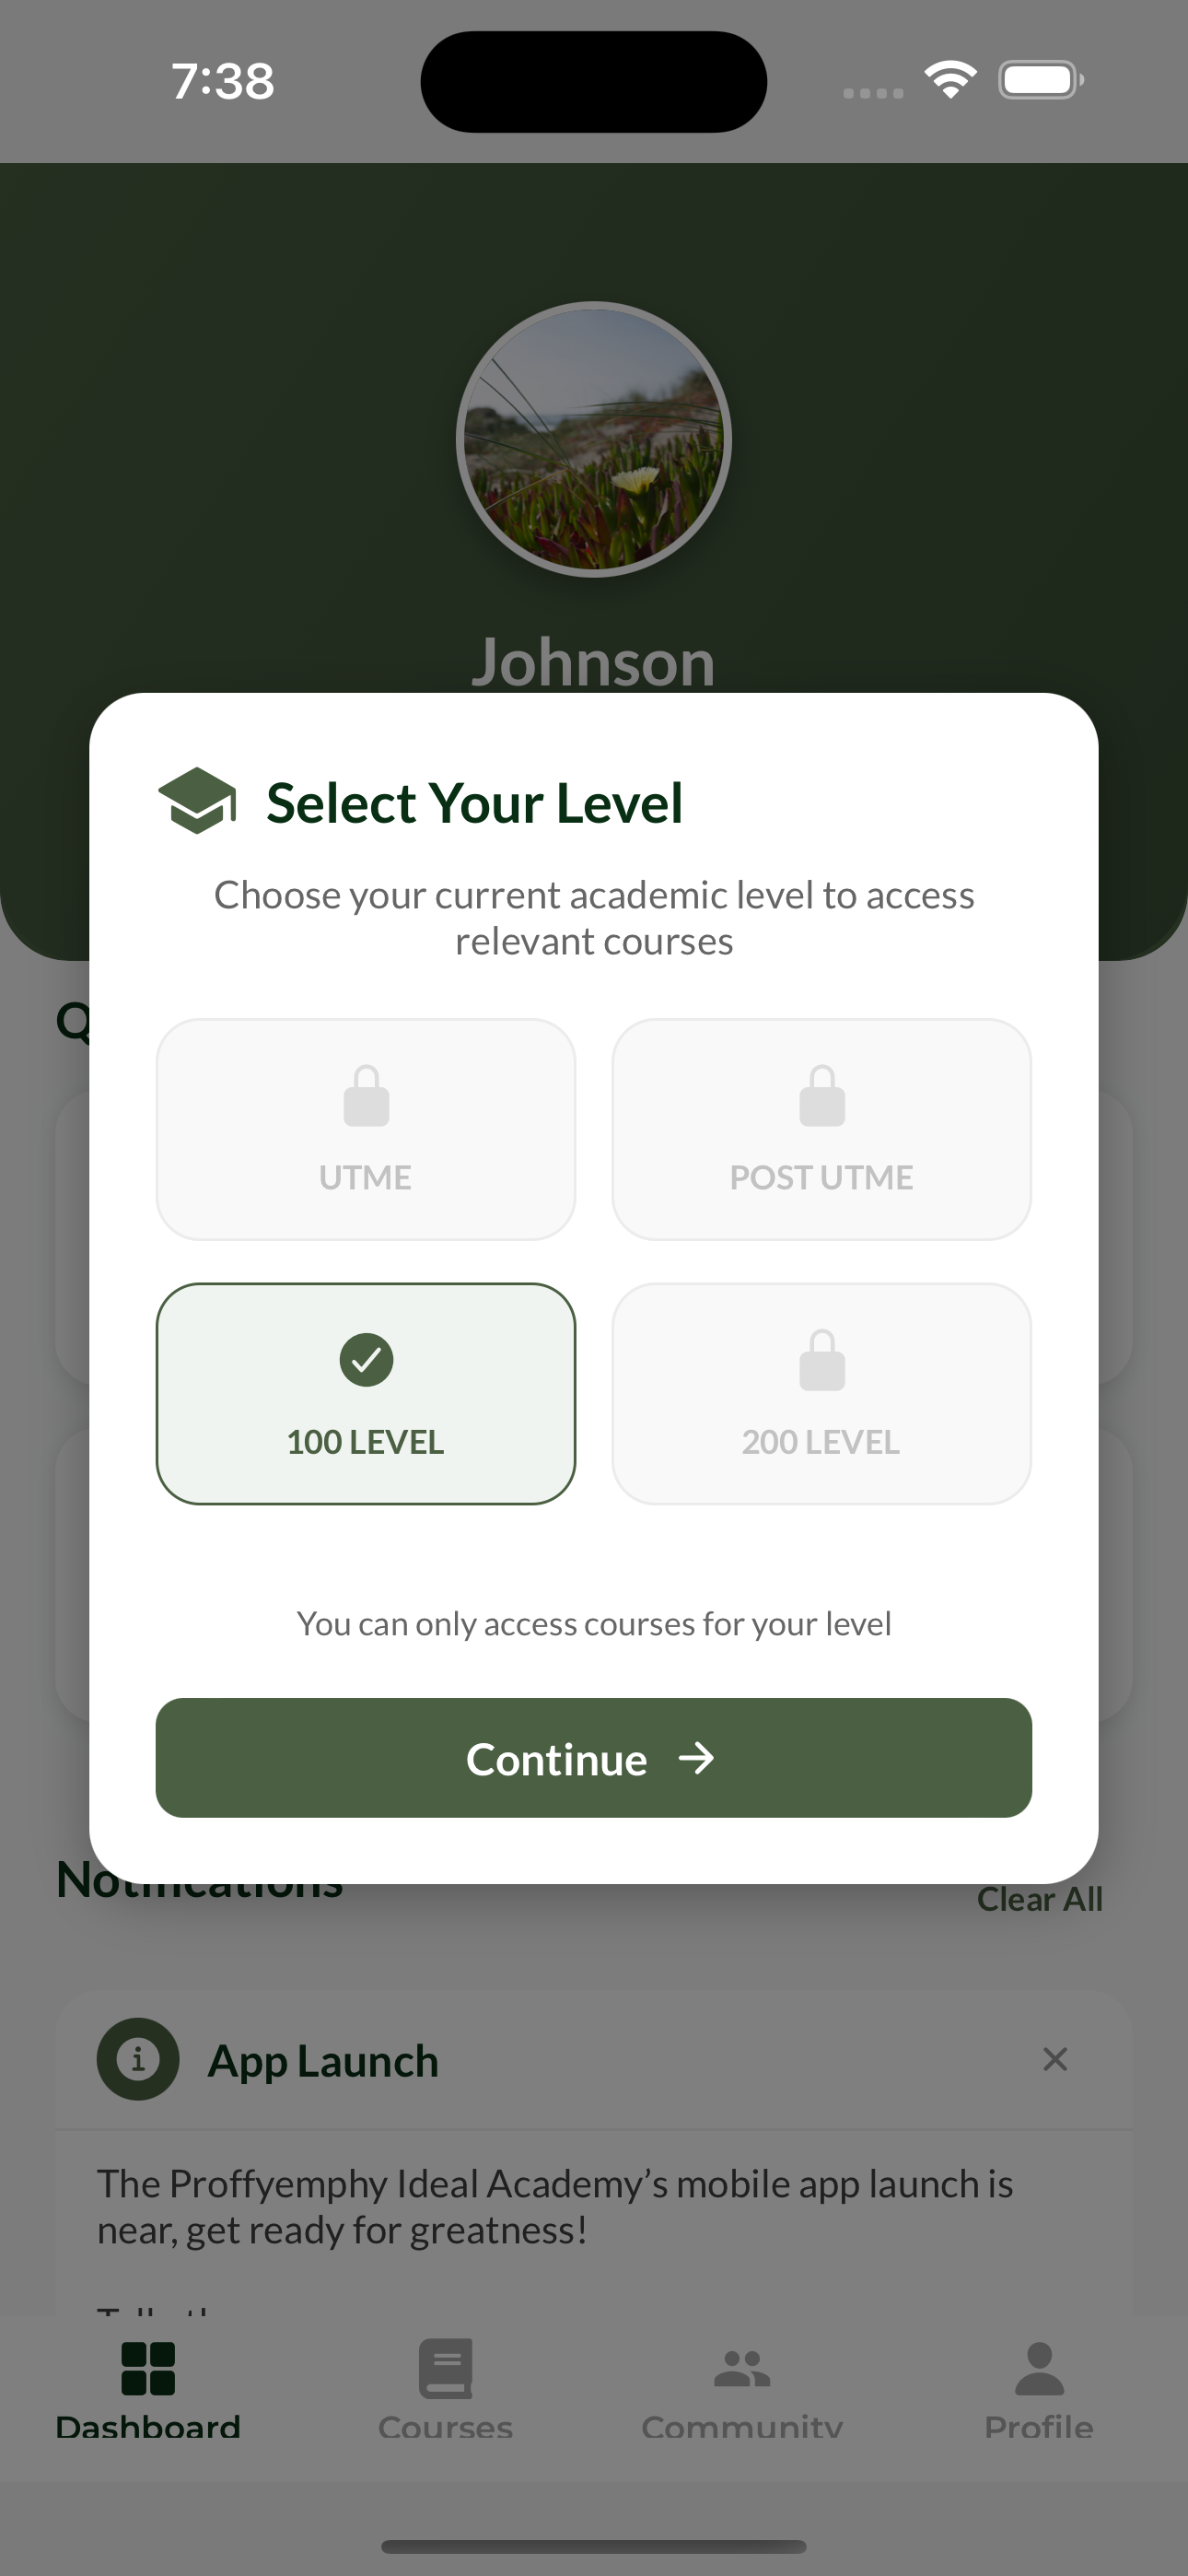 7:38
Johnson
Select Your Level
Choose your current academic level to access
relevant courses
UTME
POST UTME
100 LEVEL
200 LEVEL
You can only access courses for your level
Continue
Notifications
Clear All
App Launch
The Proffyemphy Ideal Academy’s mobile app launch is
near, get ready for greatness!
Dashboard
Courses
Community
Profile